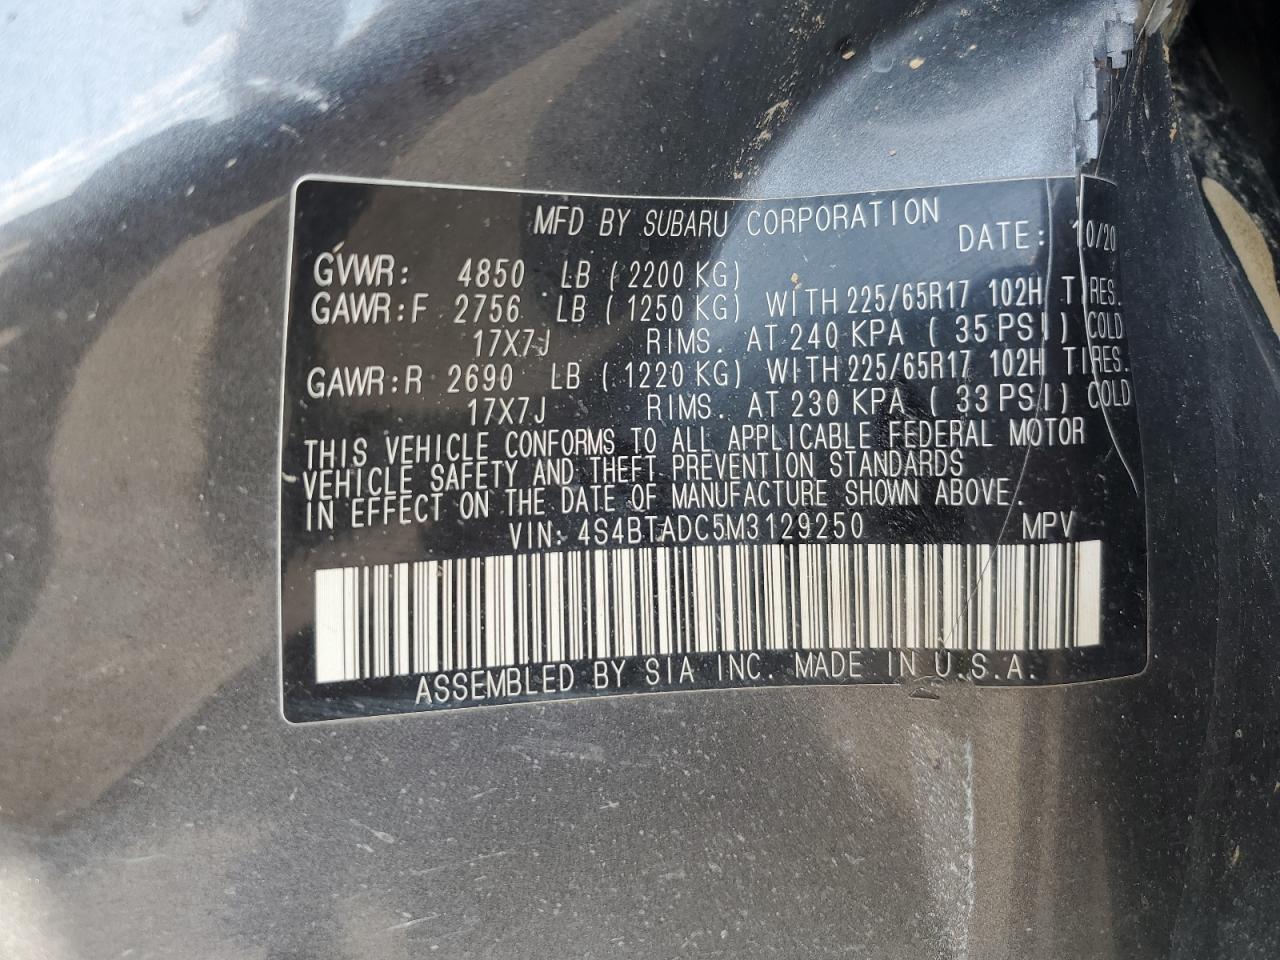 MFD BY SUBARU CORPORATION
DATE: 10/20
GVWR: 4850 LB (2200 KG)
GAWR:F 2756 LB (1250 KG) WITH 225/65R17 102H TIRES.
17X7J RIMS. AT 240 KPA (35 PSI) COLD
GAWR:R 2690 LB (1220 KG) WITH 225/65R17 102H TIRES.
17X7J RIMS. AT 230 KPA (33 PSI) COLD
THIS VEHICLE CONFORMS TO ALL APPLICABLE FEDERAL MOTOR
VEHICLE SAFETY AND THEFT PREVENTION STANDARDS
IN EFFECT ON THE DATE OF MANUFACTURE SHOWN ABOVE.
VIN: 4S4BTADC5M3129250 MPV
ASSEMBLED BY SIA INC. MADE IN U.S.A.